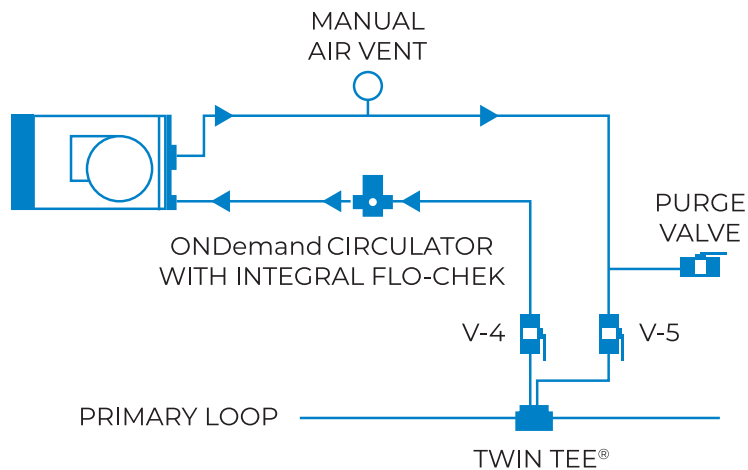 MANUAL
AIR VENT
PURGE
VALVE
ONDemand CIRCULATOR
WITH INTEGRAL FLO-CHEK
V-4
V-5
PRIMARY LOOP
TWIN TEE®